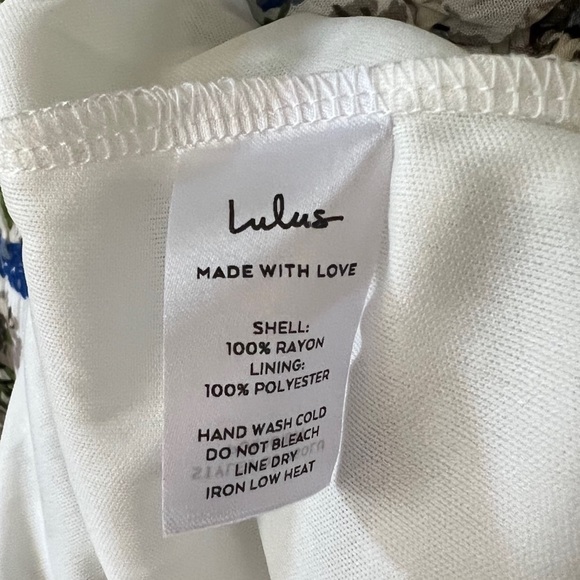 Lulus
MADE WITH LOVE
SHELL:
100% RAYON
LINING:
100% POLYESTER
HAND WASH COLD
DO NOT BLEACH
LINE DRY
IRON LOW HEAT